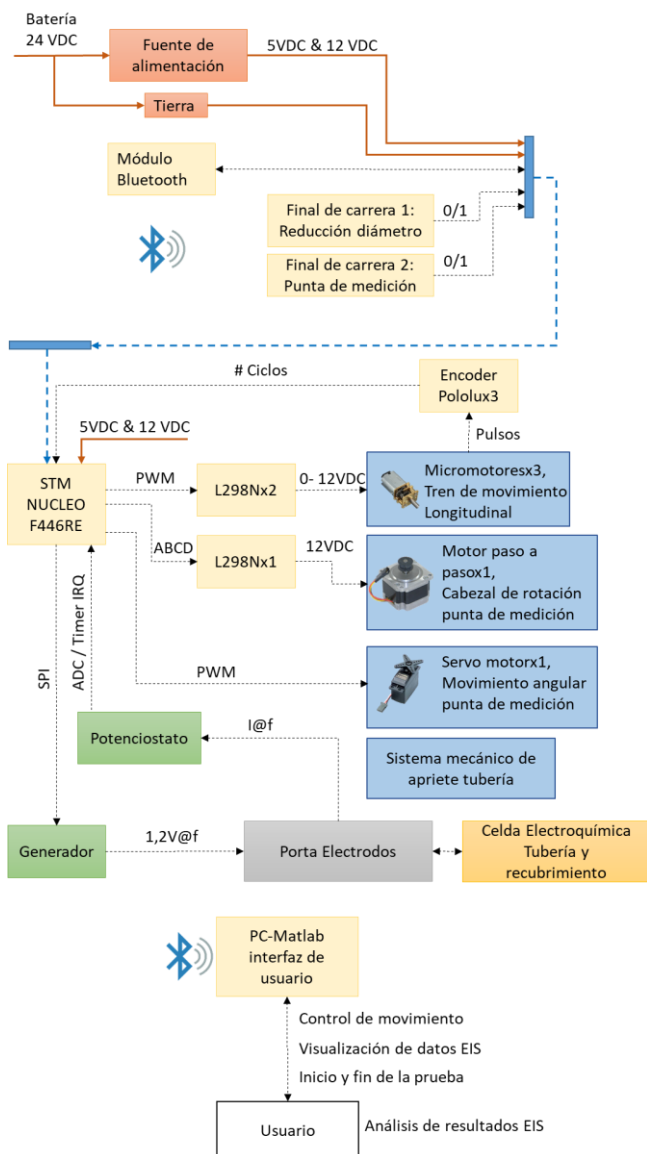 Batería
24 VDC
Fuente de
alimentación
5VDC & 12 VDC
Tierra
Módulo
Bluetooth
Final de carrera 1:
Reducción diámetro
0/1
Final de carrera 2:
Punta de medición
0/1
# Ciclos
Encoder
Pololux3
5VDC & 12 VDC
Pulsos
STM
NUCLEO
F446RE
PWM
L298Nx2
0- 12VDC
Micromotoresx3,
Tren de movimiento
Longitudinal
ABCD
L298Nx1
12VDC
Motor paso a
pasox1,
Cabezal de rotación
punta de medición
SPI
ADC / Timer IRQ
PWM
Servo motorx1,
Movimiento angular
punta de medición
Potenciostato
I@f
Sistema mecánico de
apriete tubería
Generador
1,2V@f
Porta Electrodos
Celda Electroquímica
Tubería y
recubrimiento
PC-Matlab
interfaz de
usuario
Control de movimiento
Visualización de datos EIS
Inicio y fin de la prueba
Usuario
Análisis de resultados EIS